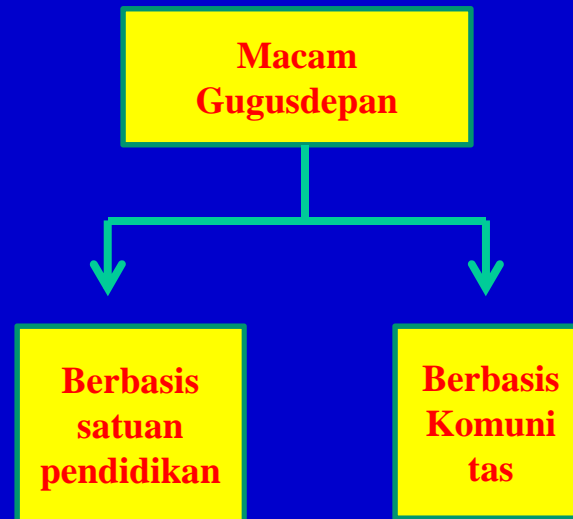 Macam
Gugusdepan
Berbasis
satuan
pendidikan
Berbasis
Komuni
tas